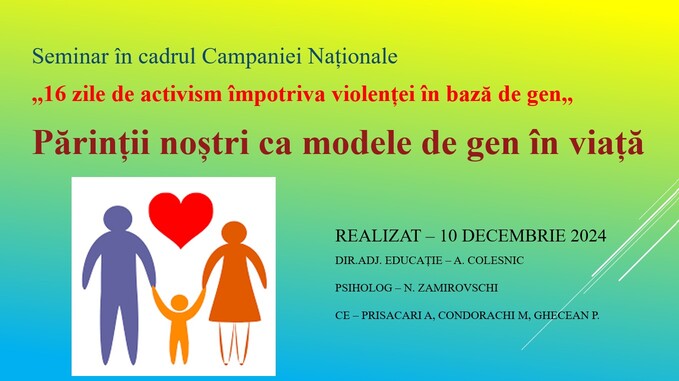 Seminar în cadrul Campaniei Naționale
„16 zile de activism împotriva violenței în bază de gen„
Părinții noștri ca modele de gen în viață
REALIZAT – 10 DECEMBRIE 2024
DIR.ADJ. EDUCAȚIE – A. COLESNIC
PSIHOLOG – N. ZAMIROVSCHI
CE – PRISACARI A, CONDORACHI M, GHECEAN P.